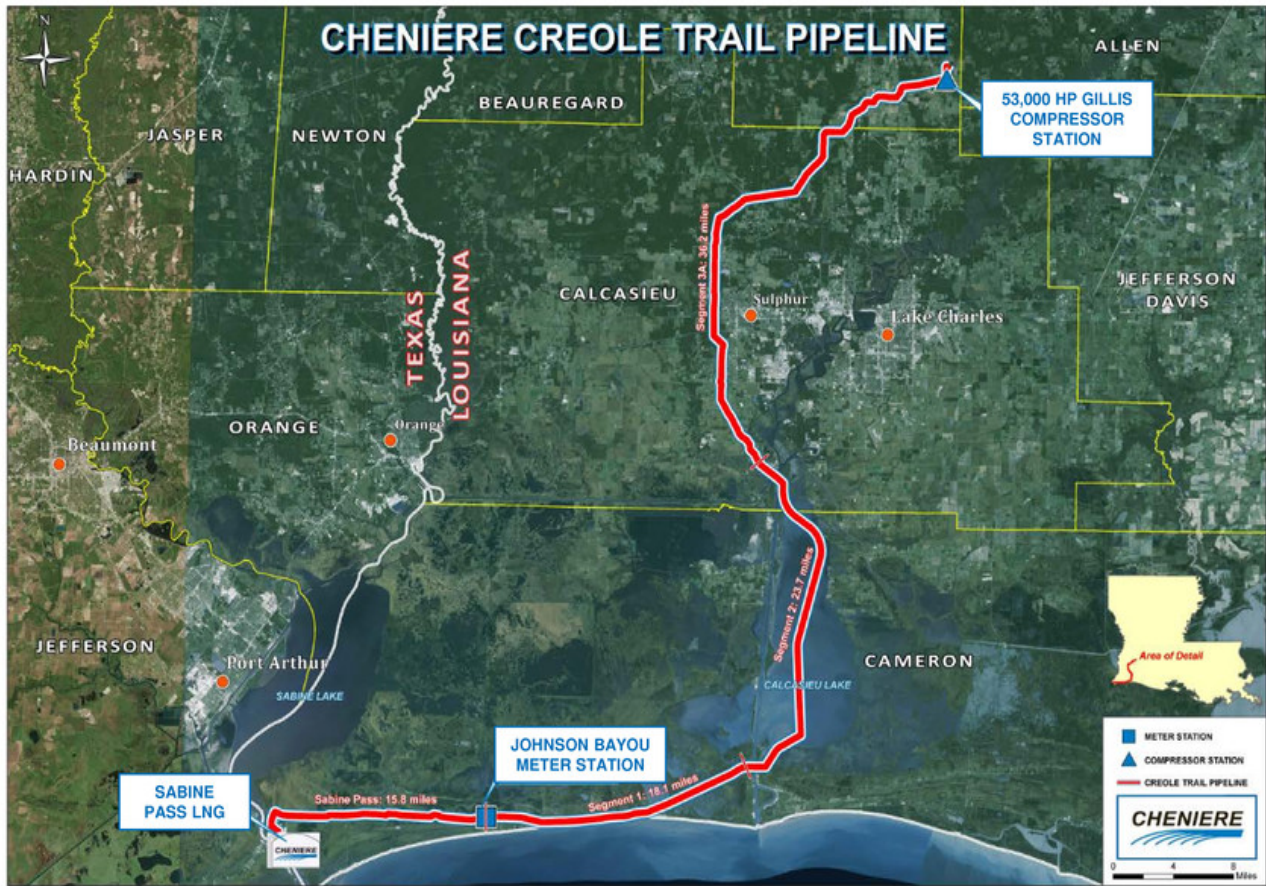 CHENIERE CREOLE TRAIL PIPELINE
N
ALLEN
BEAUREGARD
53,000 HP GILLIS
COMPRESSOR
STATION
JASPER
NEWTON
HARDIN
TEXAS
LOUISIANA
CALCASIEU
Segment 3A: 36.2 miles
JEFFERSON
DAVIS
Sulphur
Lake Charles
ORANGE
Orange
Beaumont
Segment 2: 23.7 miles
JEFFERSON
Port Arthur
SABINE LAKE
CALCASIEU LAKE
CAMERON
Area of Detail
JOHNSON BAYOU
METER STATION
SABINE
PASS LNG
Sabine Pass: 15.8 miles
Segment 1: 18.1 miles
CHENIERE
METER STATION
COMPRESSOR STATION
CREOLE TRAIL PIPELINE
CHENIERE
0 4 8
Miles